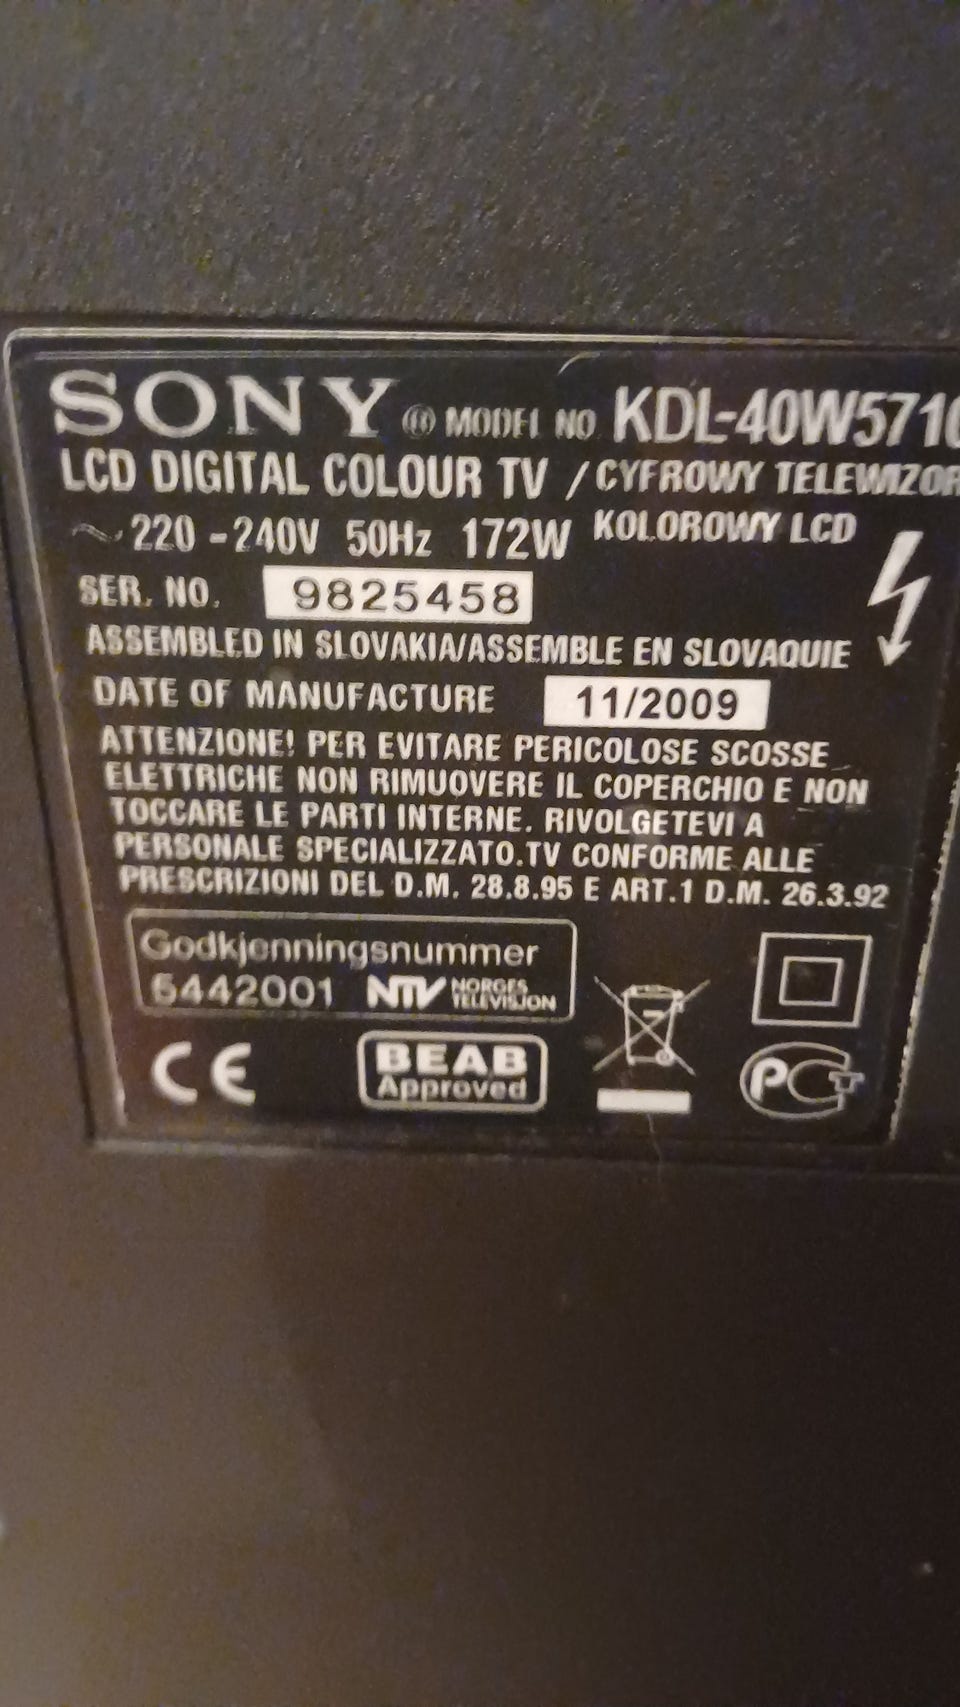 SONY ® MODEL NO KDL-40W5710
LCD DIGITAL COLOUR TV / CYFROWY TELEWIZOR
~ 220 - 240V 50Hz 172W KOLOROWY LCD
SER. NO. 9825458
ASSEMBLED IN SLOVAKIA/ASSEMBLE EN SLOVAQUIE
DATE OF MANUFACTURE 11/2009
ATTENZIONE! PER EVITARE PERICOLOSE SCOSSE
ELETTRICHE NON RIMUOVERE IL COPERCHIO E NON
TOCCARE LE PARTI INTERNE. RIVOLGETEVI A
PERSONALE SPECIALIZZATO.TV CONFORME ALLE
PRESCRIZIONI DEL D.M. 28.8.95 E ART.1 D.M. 26.3.92
Godkjenningsnummer
6442001 NTV NORGES
TELEVISJON
CE BEAB
Approved
PCT